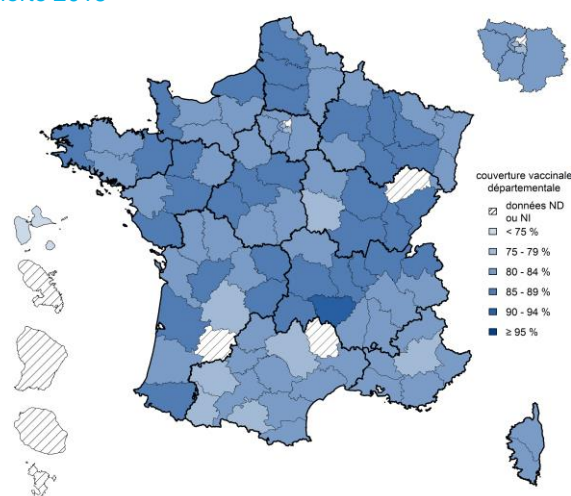 couverture vaccinale
départementale
données ND
ou NI
< 75 %
75 - 79 %
80 - 84 %
85 - 89 %
90 - 94 %
≥ 95 %